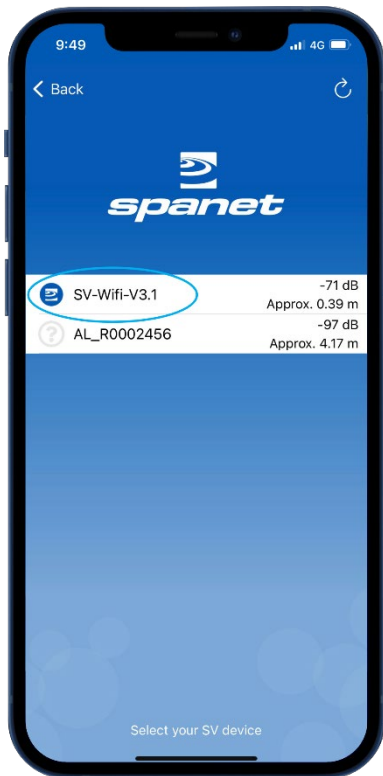 9:49
4G
Back
spanet
SV-Wifi-V3.1
-71 dB
Approx. 0.39 m
AL_R0002456
-97 dB
Approx. 4.17 m
Select your SV device